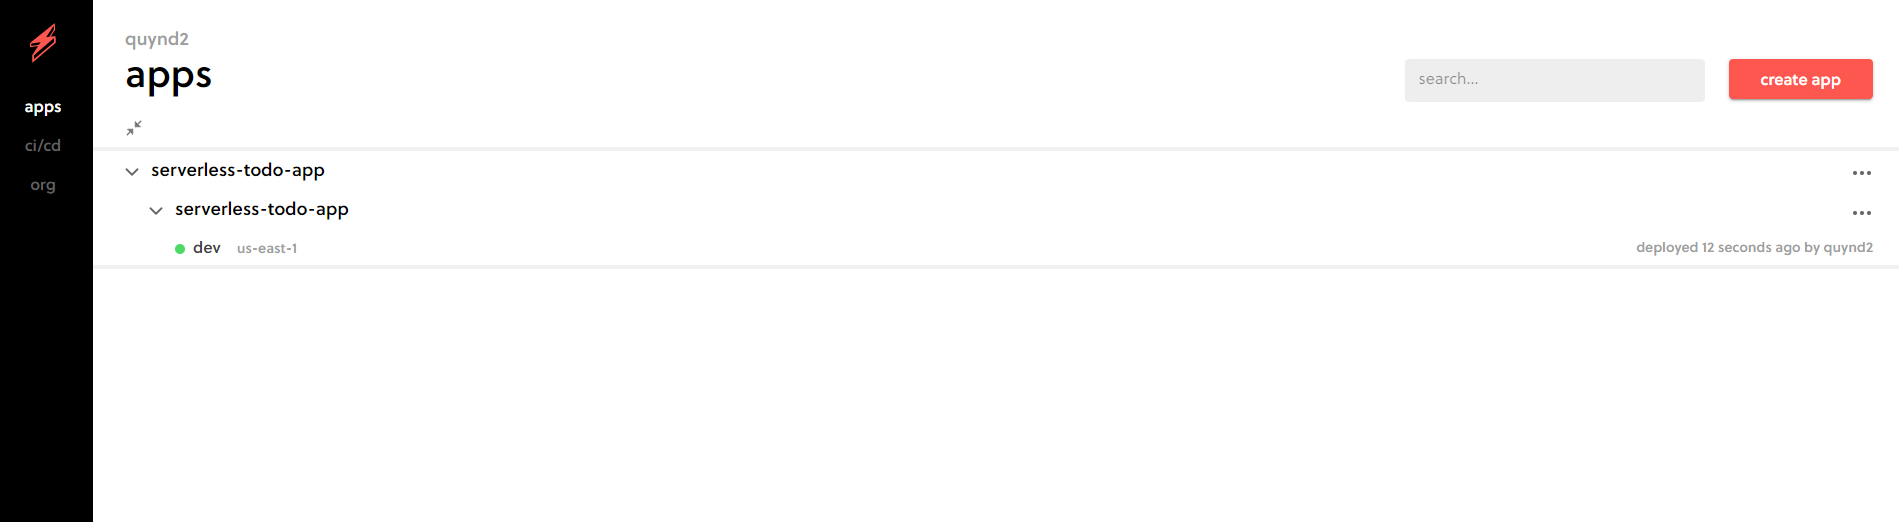 quynd2
apps
search...
create app
apps
ci/cd
org
serverless-todo-app
serverless-todo-app
dev us-east-1
deployed 12 seconds ago by quynd2